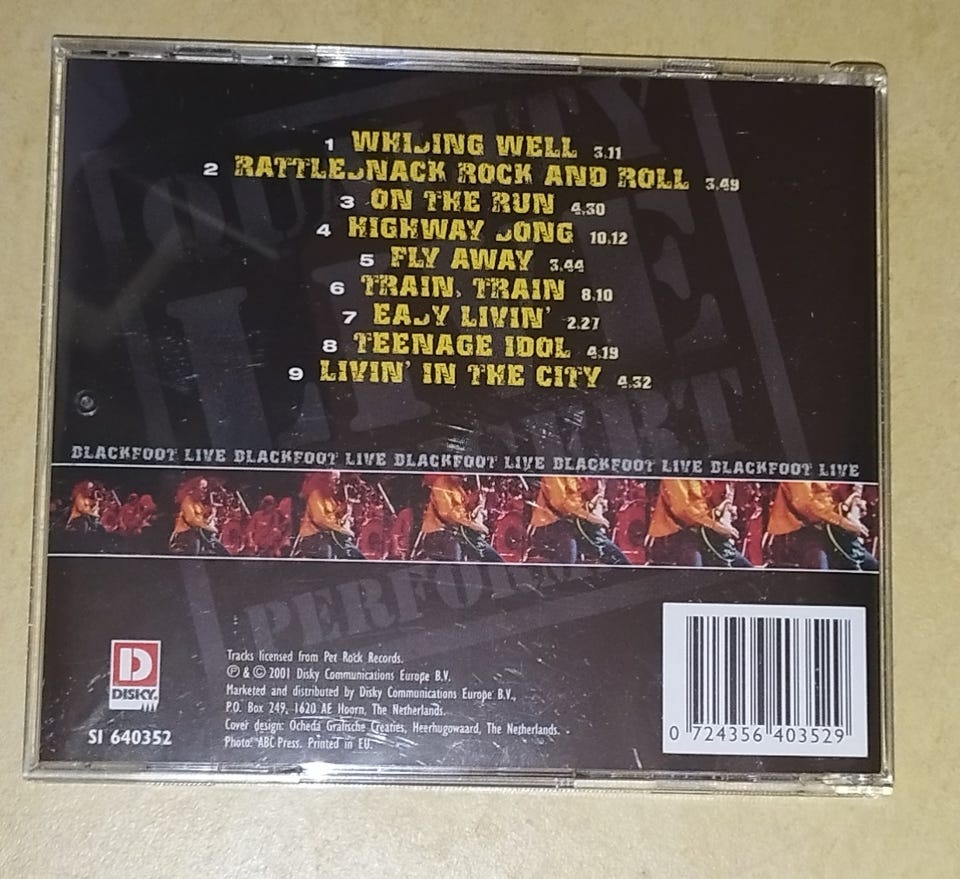 1 WHISING WELL 3.11
2 RATTLESNACK ROCK AND ROLL 3.49
3 ON THE RUN 4.30
4 HIGHWAY SONG 10.12
5 FLY AWAY 3.44
6 TRAIN, TRAIN 8.10
7 EASY LIVIN' 2.27
8 TEENAGE IDOL 4.19
9 LIVIN' IN THE CITY 4.32
QUALITY
LIVE
CONCERT
BLACKFOOT LIVE BLACKFOOT LIVE BLACKFOOT LIVE BLACKFOOT LIVE BLACKFOOT LIVE
D
DISKY.
SI 640352
Tracks licensed from Pet Rock Records.
℗ & © 2001 Disky Communications Europe B.V.
Marketed and distributed by Disky Communications Europe B.V.,
P.O. Box 249, 1620 AE Hoorn, The Netherlands.
Cover design: Ocheda Grafische Creaties, Heerhugowaard, The Netherlands.
Photo: ABC Press. Printed in EU.
0 724356 403529